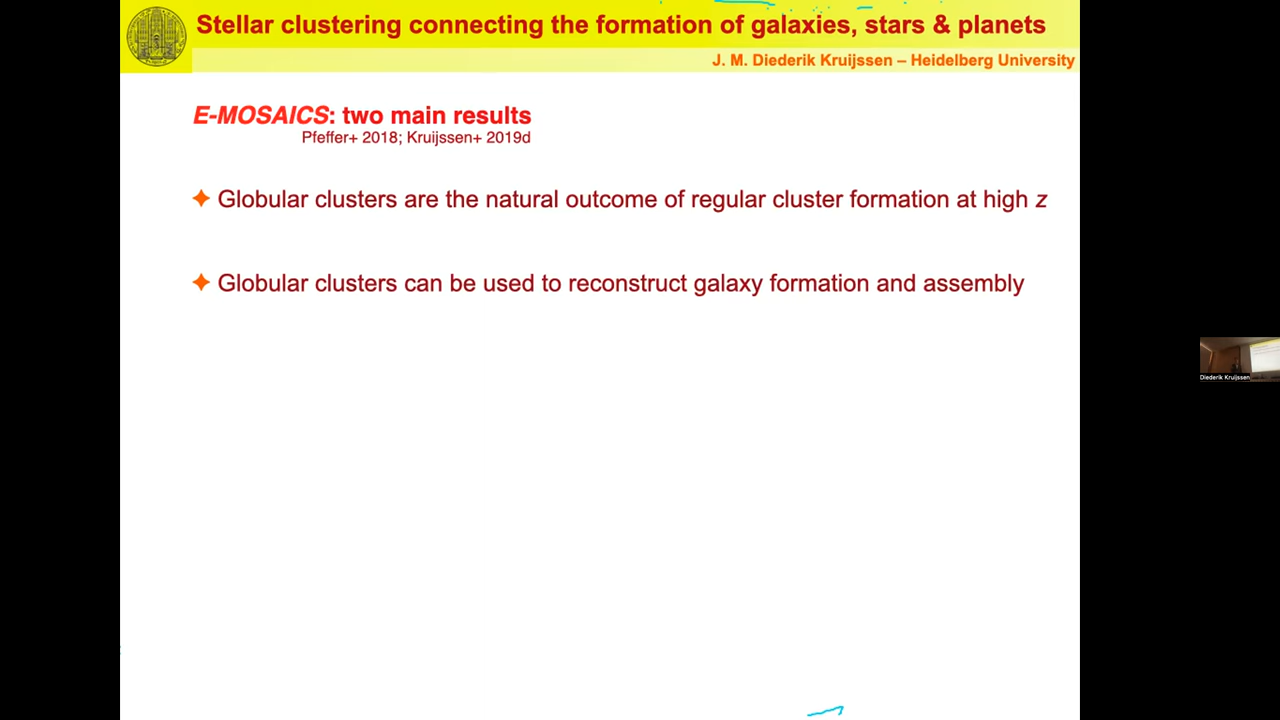 Stellar clustering connecting the formation of galaxies, stars & planets
J. M. Diederik Kruijssen – Heidelberg University
E-MOSAICS: two main results
Pfeffer+ 2018; Kruijssen+ 2019d
Globular clusters are the natural outcome of regular cluster formation at high z
Globular clusters can be used to reconstruct galaxy formation and assembly
Diederik Kruijssen